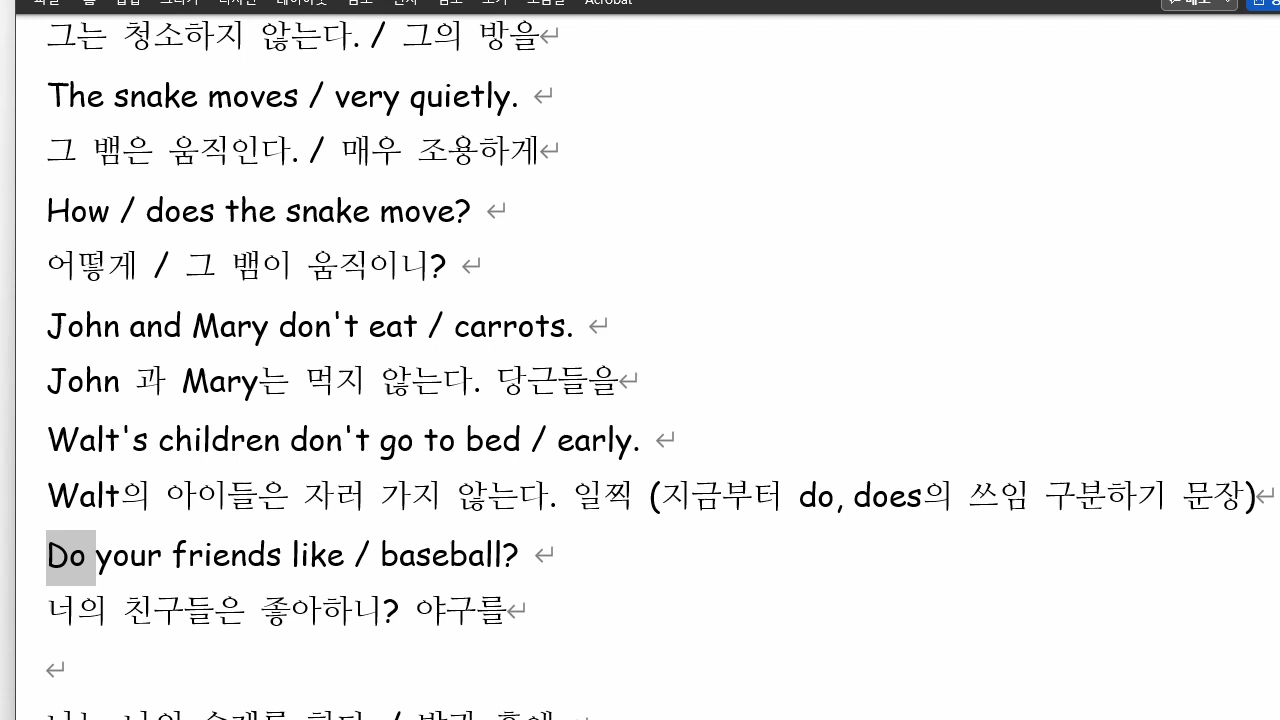 Acrobat
그는 청소하지 않는다. / 그의 방을↵
The snake moves / very quietly. ↵
그 뱀은 움직인다. / 매우 조용하게↵
How / does the snake move? ↵
어떻게 / 그 뱀이 움직이니? ↵
John and Mary don't eat / carrots. ↵
John 과 Mary는 먹지 않는다. 당근들을↵
Walt's children don't go to bed / early. ↵
Walt의 아이들은 자러 가지 않는다. 일찍 (지금부터 do, does의 쓰임 구분하기 문장)↵
Do your friends like / baseball? ↵
너의 친구들은 좋아하니? 야구를↵
↵